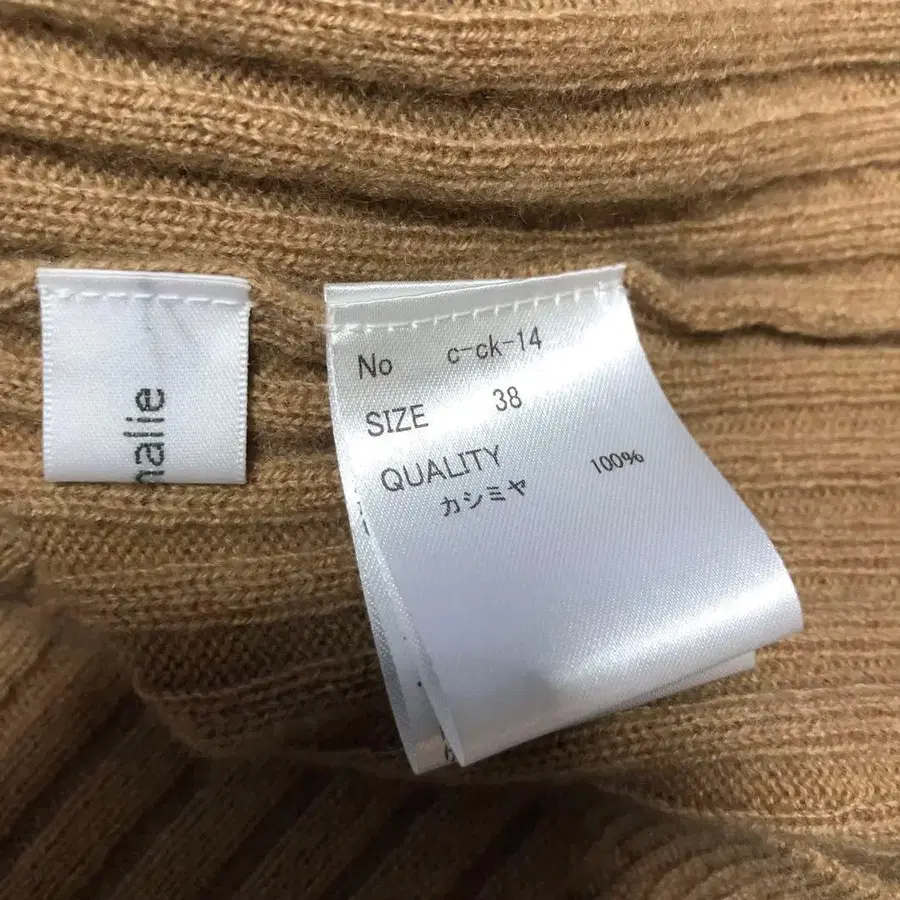 nalie
No c-ck-14
SIZE 38
QUALITY
カシミヤ 100%